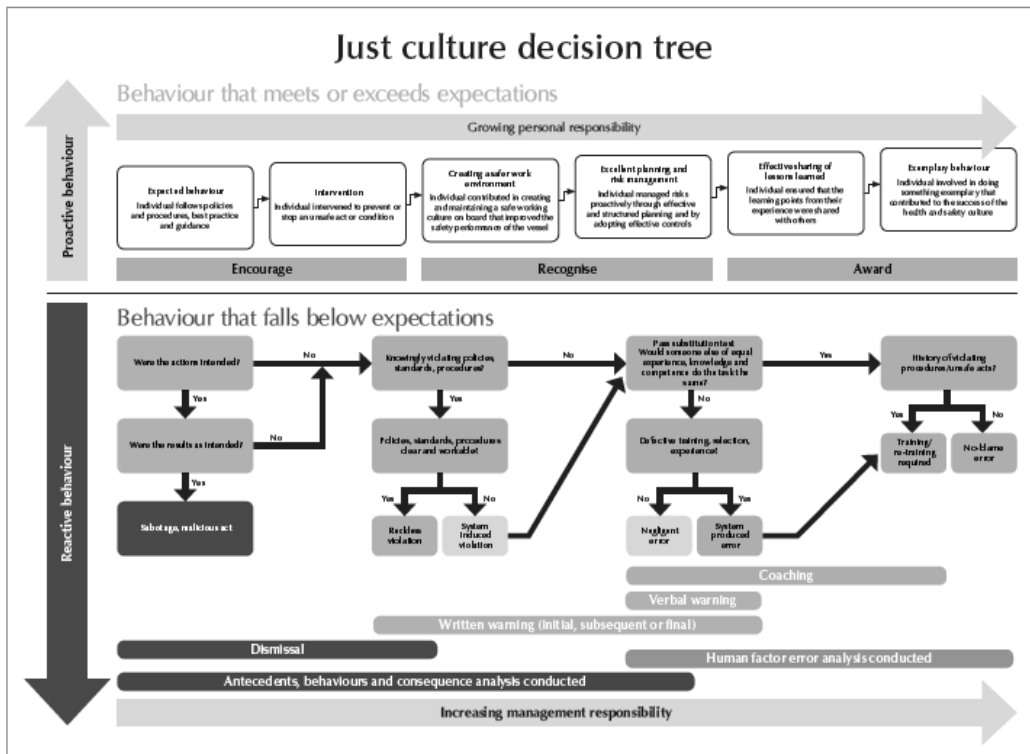 Just culture decision tree
Behaviour that meets or exceeds expectations
Growing personal responsibility
Proactive behaviour
Expected behaviour
Individual follows policies
and procedures, best practice
and guidance
Intervention
Individual intervened to prevent or
stop an unsafe act or condition
Creating a safer work
environment
Individual contributed in creating
and maintaining a safe working
culture on board that improved the
safety performance of the vessel
Excellent planning and
risk management
Individual managed risks
proactively through effective
and structured planning and by
adopting effective controls
Effective sharing of
lessons learned
Individual ensured that the
learning points from their
experience were shared
with others
Exemplary behaviour
Individual involved in doing
something exemplary that
contributed to the success of the
health and safety culture
Encourage
Recognise
Award
Reactive behaviour
Behaviour that falls below expectations
Were the actions intended?
No
Knowingly violating policies,
standards, procedures?
No
Pass substitution test
Would someone else of equal
experience, knowledge and
competence do the task the
same?
Yes
History of violating
procedures/unsafe acts?
Yes
Yes
No
Yes
No
Were the results as intended?
No
Policies, standards, procedures
clear and workable?
Defective training, selection,
experience?
Training/
re-training
required
No-blame
error
Yes
Yes
No
No
Yes
Sabotage, malicious act
Reckless
violation
System
induced
violation
Negligent
error
System
produced
error
Coaching
Verbal warning
Written warning (initial, subsequent or final)
Dismissal
Human factor error analysis conducted
Antecedents, behaviours and consequence analysis conducted
Increasing management responsibility